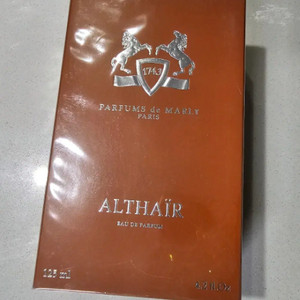 1743
PARFUMS de MARLY
PARIS
ALTHAÏR
EAU DE PARFUM
125 ml